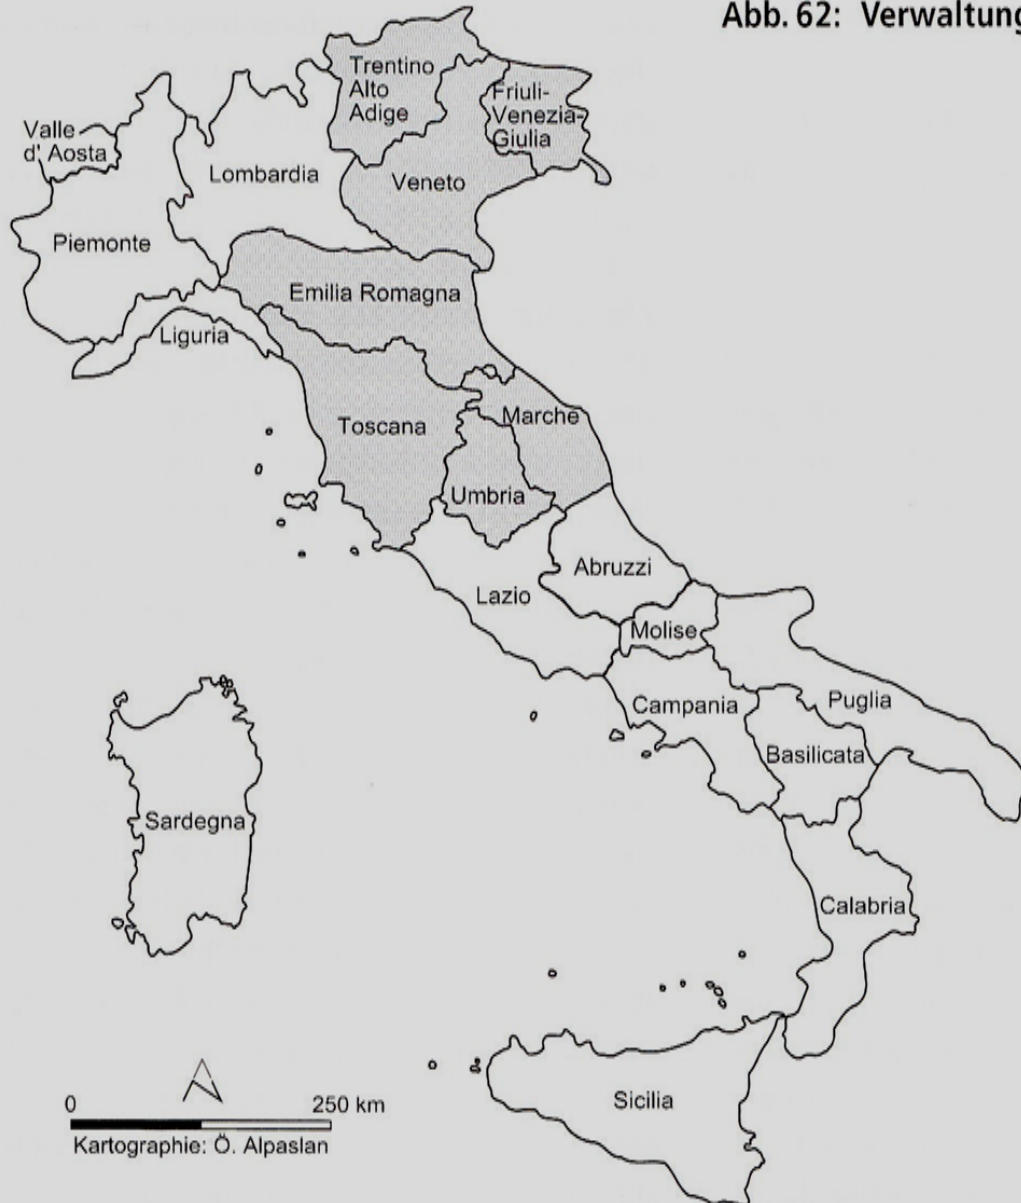 Abb. 62: Verwaltung
Trentino
Alto
Adige
Friuli-
Venezia-
Giulia
Valle
d' Aosta
Lombardia
Veneto
Piemonte
Emilia Romagna
Liguria
Toscana
Marche
Umbria
Abruzzi
Lazio
Molise
Campania
Puglia
Basilicata
Sardegna
Calabria
Sicilia
0 250 km
Kartographie: Ö. Alpaslan